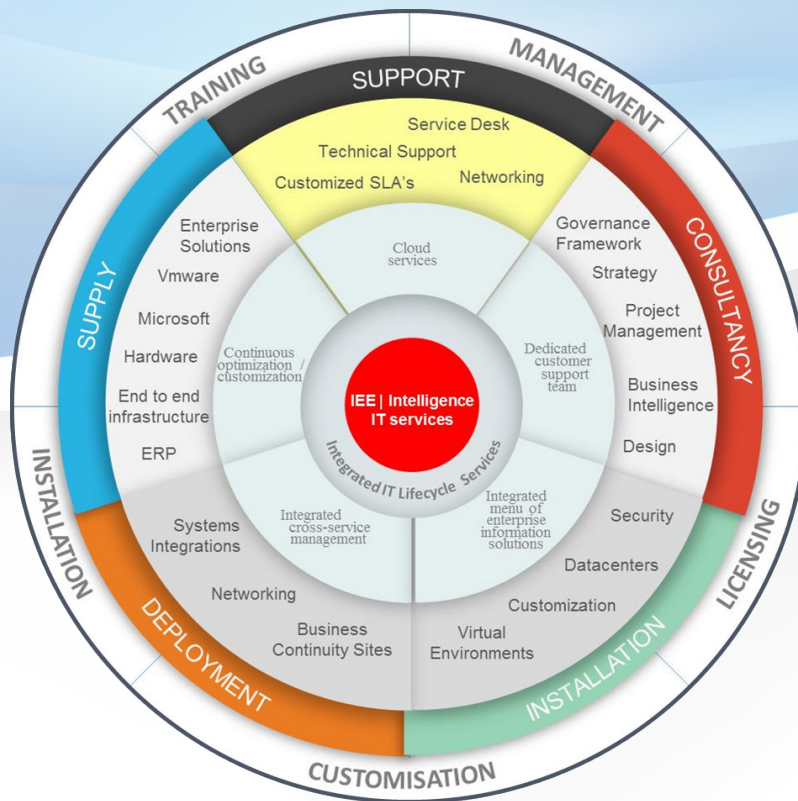 TRAINING
MANAGEMENT
SUPPORT
Service Desk
Technical Support
Customized SLA's
Networking
SUPPLY
Enterprise
Solutions
Vmware
Microsoft
Hardware
End to end
infrastructure
ERP
CONSULTANCY
Governance
Framework
Strategy
Project
Management
Business
Intelligence
Design
Cloud
services
Continuous
optimization /
customization
Dedicated
customer
support
team
IEE | Intelligence
IT services
Integrated IT Lifecycle Services
Integrated
cross-service
management
Integrated
menu of
enterprise
information
solutions
INSTALLATION
LICENSING
DEPLOYMENT
Systems
Integrations
Networking
Business
Continuity Sites
INSTALLATION
Security
Datacenters
Customization
Virtual
Environments
CUSTOMISATION